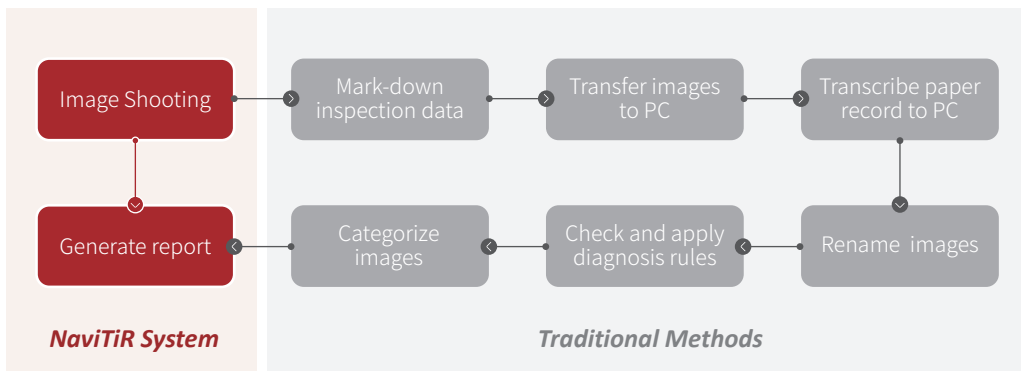 Image Shooting
Mark-down
inspection data
Transfer images
to PC
Transcribe paper
record to PC
Generate report
Categorize
images
Check and apply
diagnosis rules
Rename images
NaviTiR System
Traditional Methods